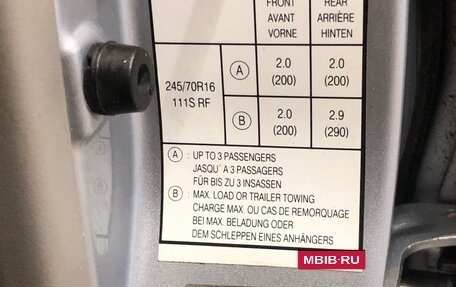 FRONT REAR
AVANT ARRIÈRE
VORNE HINTEN
245/70R16
111S RF
A 2.0 2.0
(200) (200)
B 2.0 2.9
(200) (290)
A : UP TO 3 PASSENGERS
JASQU`A 3 PASSAGERS
FÜR BIS ZU 3 INSASSEN
B : MAX. LOAD OR TRAILER TOWING
CHARGE MAX. OU CAS DE REMORQUAGE
BEI MAX. BELADUNG ODER
DEM SCHLEPPEN EINES ANHÄNGERS
MBIB.RU